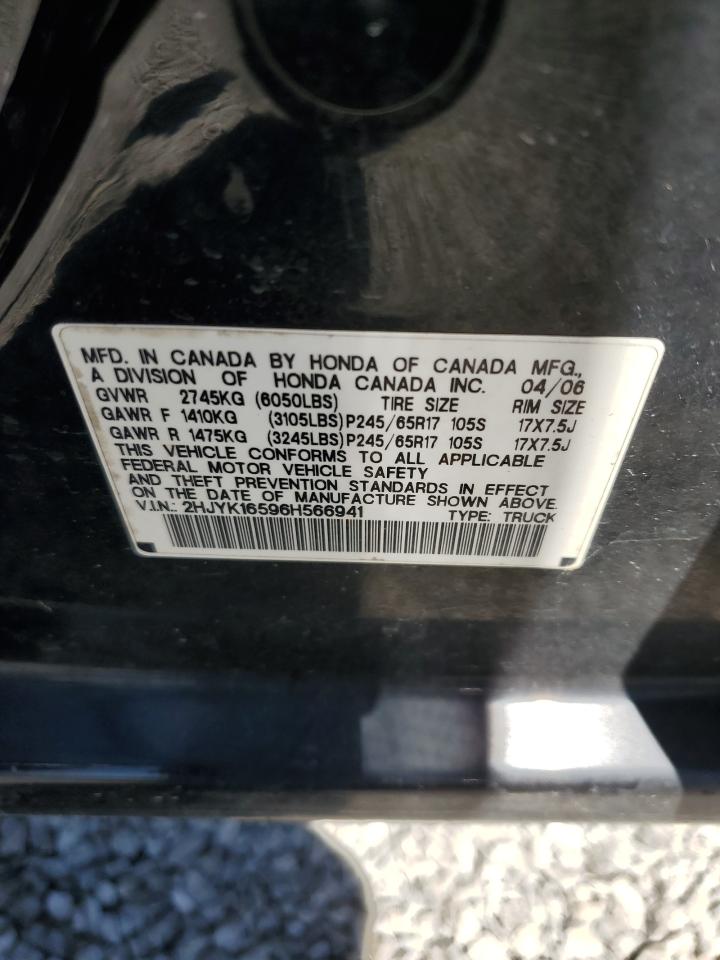 MFD. IN CANADA BY HONDA OF CANADA MFG.,
A DIVISION OF HONDA CANADA INC. 04/06
GVWR 2745KG (6050LBS) TIRE SIZE RIM SIZE
GAWR F 1410KG (3105LBS) P245/65R17 105S 17X7.5J
GAWR R 1475KG (3245LBS) P245/65R17 105S 17X7.5J
THIS VEHICLE CONFORMS TO ALL APPLICABLE
FEDERAL MOTOR VEHICLE SAFETY
AND THEFT PREVENTION STANDARDS IN EFFECT
ON THE DATE OF MANUFACTURE SHOWN ABOVE.
V.I.N.: 2HJYK16596H566941 TYPE: TRUCK